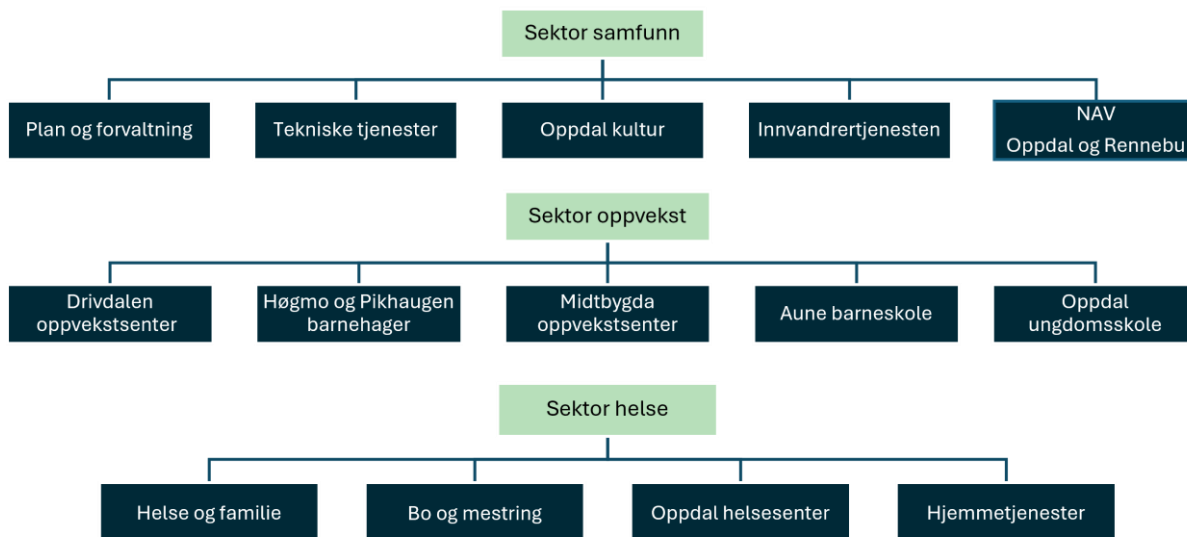 Sektor samfunn
Plan og forvaltning
Tekniske tjenester
Oppdal kultur
Innvandrertjenesten
NAV
Oppdal og Rennebu
Sektor oppvekst
Drivdalen
oppvekstsenter
Høgmo og Pikhaugen
barnehager
Midtbygda
oppvekstsenter
Aune barneskole
Oppdal
ungdomsskole
Sektor helse
Helse og familie
Bo og mestring
Oppdal helsesenter
Hjemmetjenester